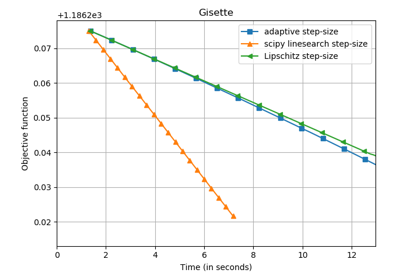 Gisette
+1.1862e3
adaptive step-size
scipy linesearch step-size
Lipschitz step-size
0.07
0.06
0.05
0.04
0.03
0.02
Objective function
0 2 4 6 8 10 12
Time (in seconds)